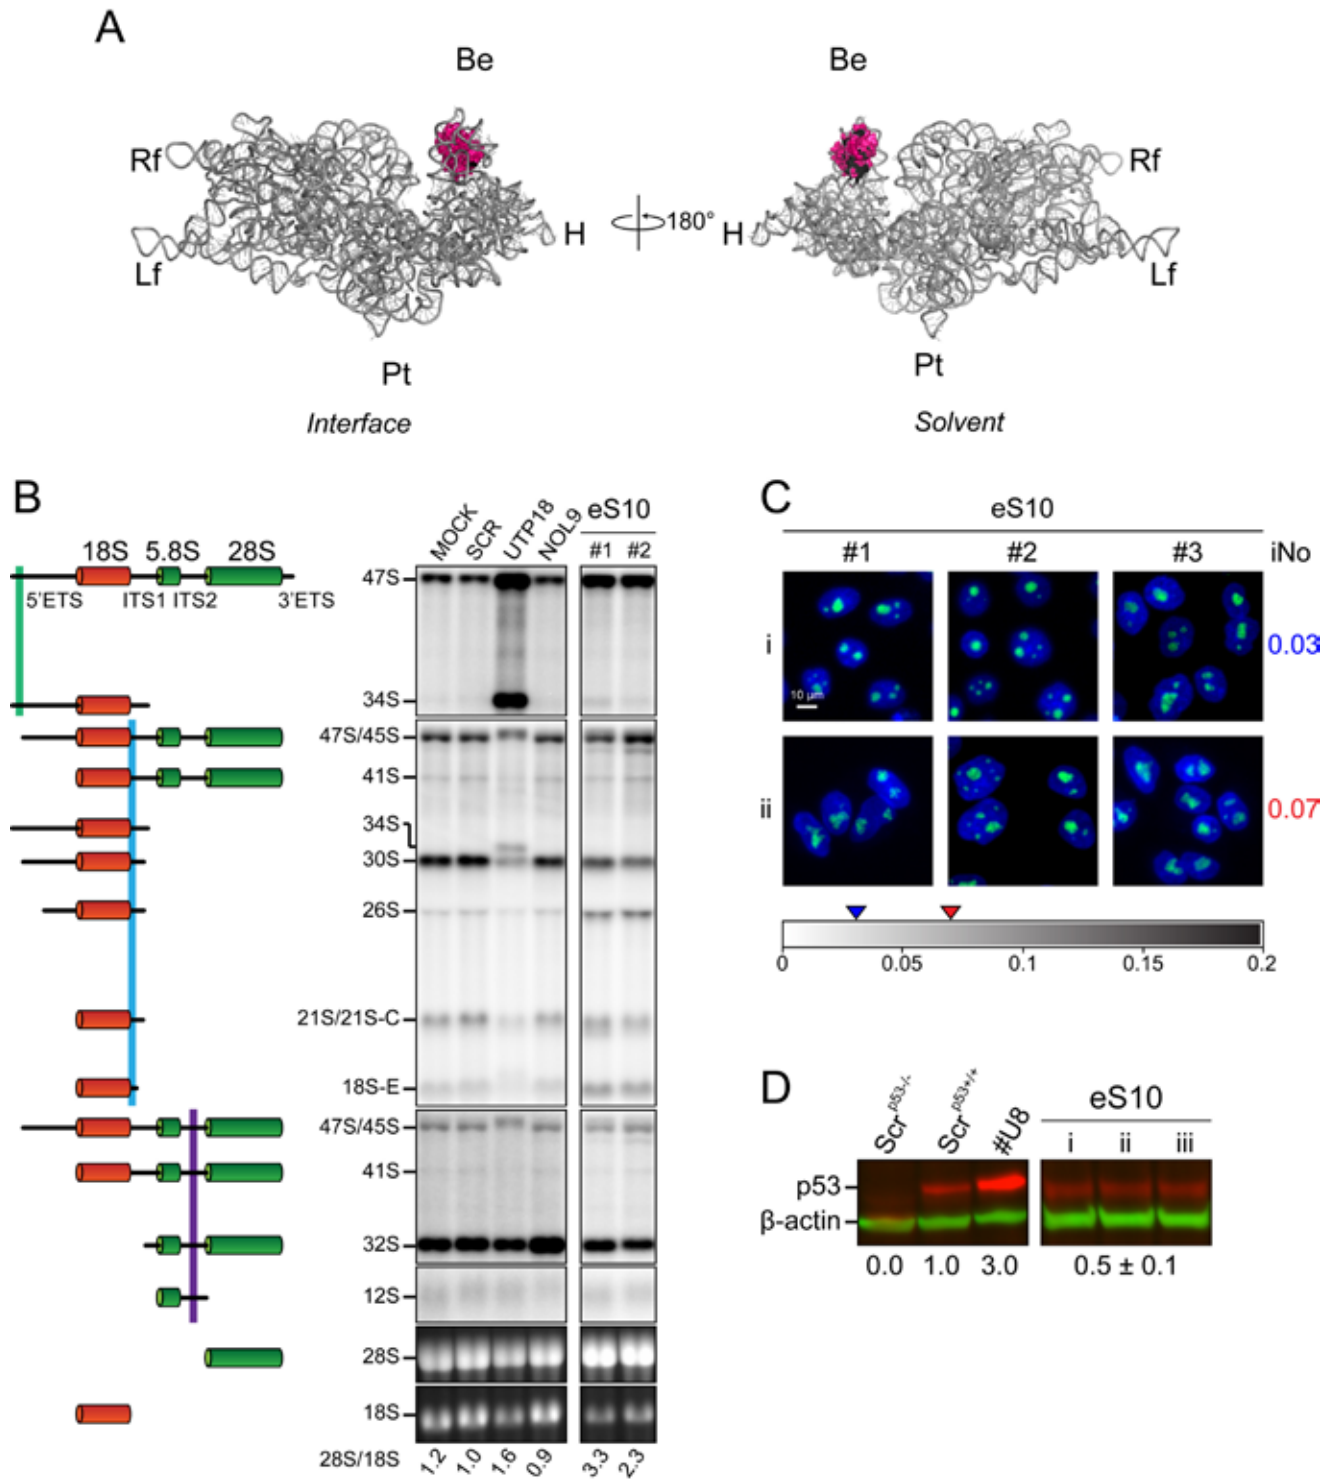 A
Be
Be
Rf
Rf
H
180°
H
Lf
Lf
Pt
Pt
Interface
Solvent
B
18S 5.8S 28S
5'ETS ITS1 ITS2 3'ETS
MOCK SCR UTP18 NOL9 eS10
#1 #2
47S
34S
47S/45S
41S
34S
30S
26S
21S/21S-C
18S-E
47S/45S
41S
32S
12S
28S
18S
28S/18S 1.2 1.0 1.6 0.9 3.3 2.3
C
eS10
#1 #2 #3 iNo
i 0.03
10 µm
ii 0.07
0 0.05 0.1 0.15 0.2
D
Scr p53-/- Scr p53+/+ #U8 eS10
i ii iii
p53
β-actin
0.0 1.0 3.0 0.5 ± 0.1